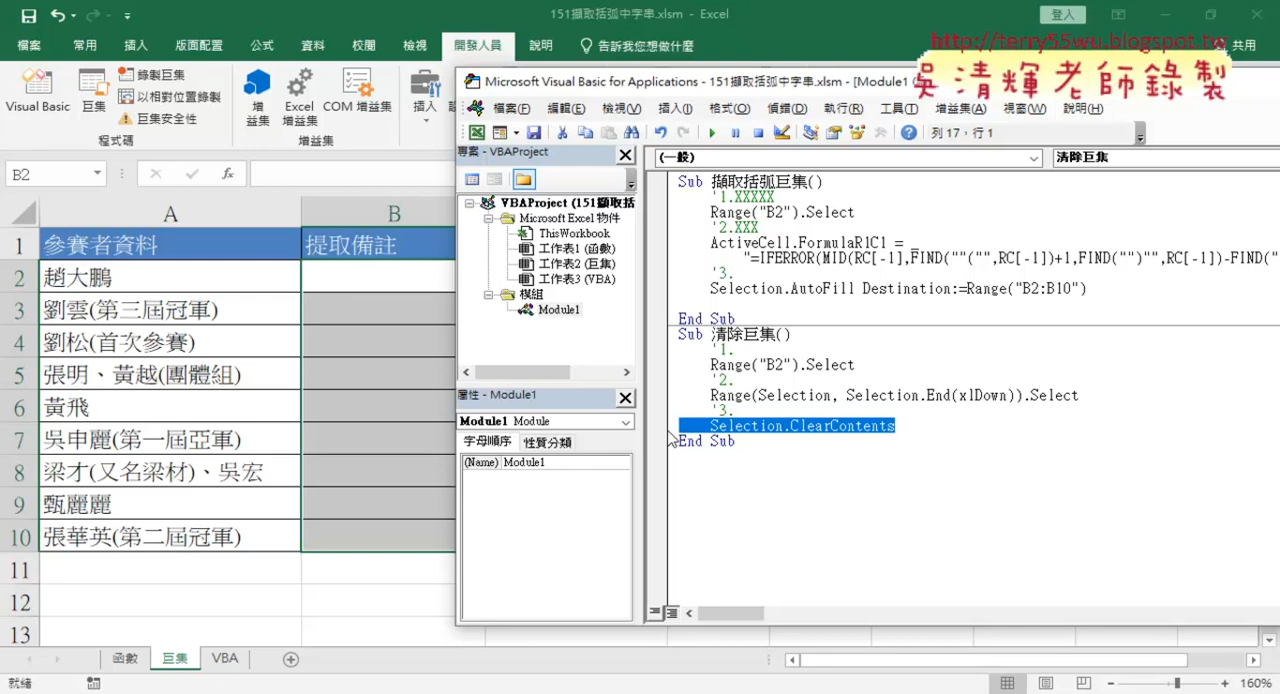 151擷取括弧中字串.xlsm - Excel
登入
檔案 常用 插入 版面配置 公式 資料 校閱 檢視 開發人員 說明 告訴我您想做什麼 共用
http://terry55wu.blogspot.tw
吳清輝老師錄製
Visual Basic 巨集 錄製巨集 以相對位置錄製 巨集安全性
程式碼
增益集 Excel 增益集 COM 增益集
增益集
插入
Microsoft Visual Basic for Applications - 151擷取括弧中字串.xlsm - [Module1
檔案(F) 編輯(E) 檢視(V) 插入(I) 格式(O) 偵錯(D) 執行(R) 工具(T) 增益集(A) 視窗(W) 說明(H)
列 17，行 1
B2
fx
A B
1 參賽者資料 提取備註
2 趙大鵬
3 劉雲(第三屆冠軍)
4 劉松(首次參賽)
5 張明、黃越(團體組)
6 黃飛
7 吳申麗(第一屆亞軍)
8 梁才(又名梁材)、吳宏
9 甄麗麗
10 張華英(第二屆冠軍)
11
12
13
專案 - VBAProject
VBAProject (151擷取括
Microsoft Excel 物件
ThisWorkbook
工作表1 (函數)
工作表2 (巨集)
工作表3 (VBA)
模組
Module1
屬性 - Module1
Module1 Module
字母順序 性質分類
(Name) Module1
(一般) 清除巨集
Sub 擷取括弧巨集()
'1.XXXXX
Range("B2").Select
'2.XXX
ActiveCell.FormulaR1C1 = _
"=IFERROR(MID(RC[-1],FIND(""("",RC[-1])+1,FIND("")"",RC[-1])-FIND("
'3.
Selection.AutoFill Destination:=Range("B2:B10")
End Sub
Sub 清除巨集()
'1.
Range("B2").Select
'2.
Range(Selection, Selection.End(xlDown)).Select
'3.
Selection.ClearContents
End Sub
函數 巨集 VBA
就緒
160%